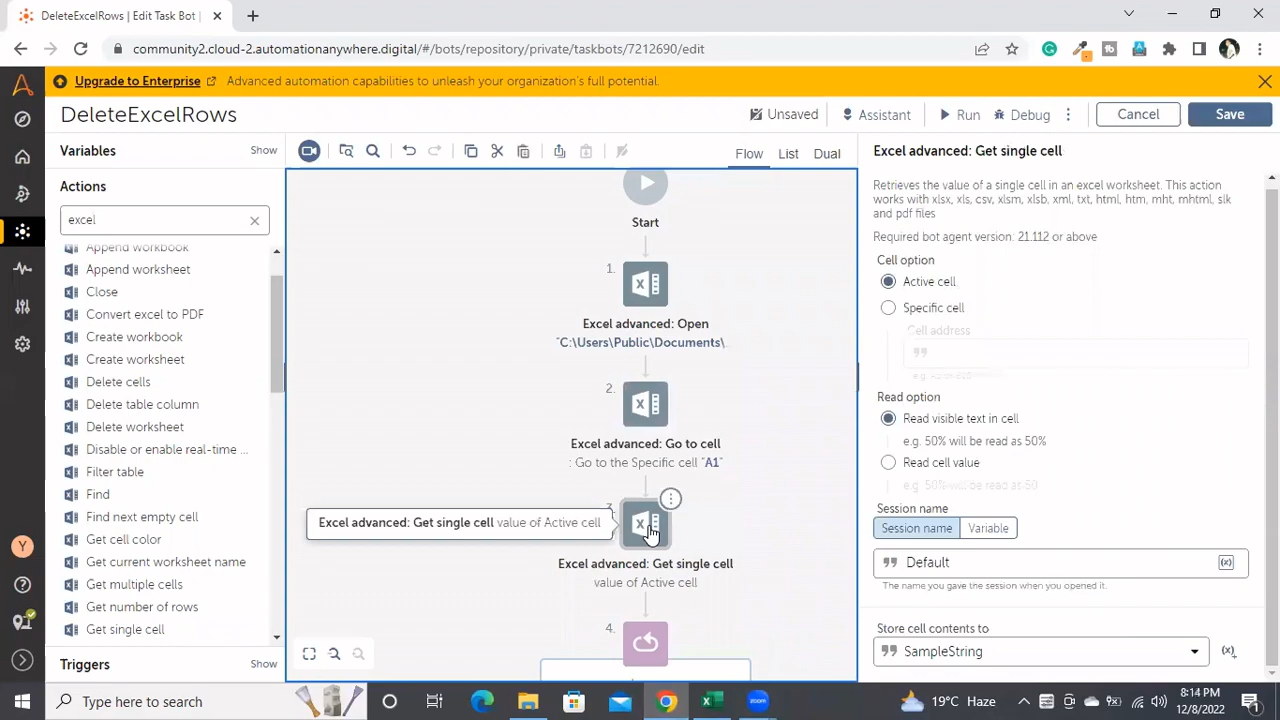 DeleteExcelRows | Edit Task Bot |
community2.cloud-2.automationanywhere.digital/#/bots/repository/private/taskbots/7212690/edit
Upgrade to Enterprise Advanced automation capabilities to unleash your organization's full potential.
DeleteExcelRows
Unsaved
Assistant
Run
Debug
Cancel
Save
Variables
Show
Flow
List
Dual
Actions
excel
Append workbook
Append worksheet
Close
Convert excel to PDF
Create workbook
Create worksheet
Delete cells
Delete table column
Delete worksheet
Disable or enable real-time ...
Filter table
Find
Find next empty cell
Get cell color
Get current worksheet name
Get multiple cells
Get number of rows
Get single cell
Triggers
Show
Start
1.
Excel advanced: Open
"C:\Users\Public\Documents\
2.
Excel advanced: Go to cell
: Go to the Specific cell "A1"
Excel advanced: Get single cell value of Active cell
Excel advanced: Get single cell
value of Active cell
4.
Excel advanced: Get single cell
Retrieves the value of a single cell in an excel worksheet. This action
works with xlsx, xls, csv, xlsm, xlsb, xml, txt, html, htm, mht, mhtml, slk
and pdf files
Required bot agent version: 21.112 or above
Cell option
Active cell
Specific cell
Cell address
Read option
Read visible text in cell
e.g. 50% will be read as 50%
Read cell value
e.g. 50% will be read as 50
Session name
Session name
Variable
Default
(x)
The name you gave the session when you opened it.
Store cell contents to
SampleString
(x)
Y
Type here to search
19°C Haze
8:14 PM
12/8/2022
1